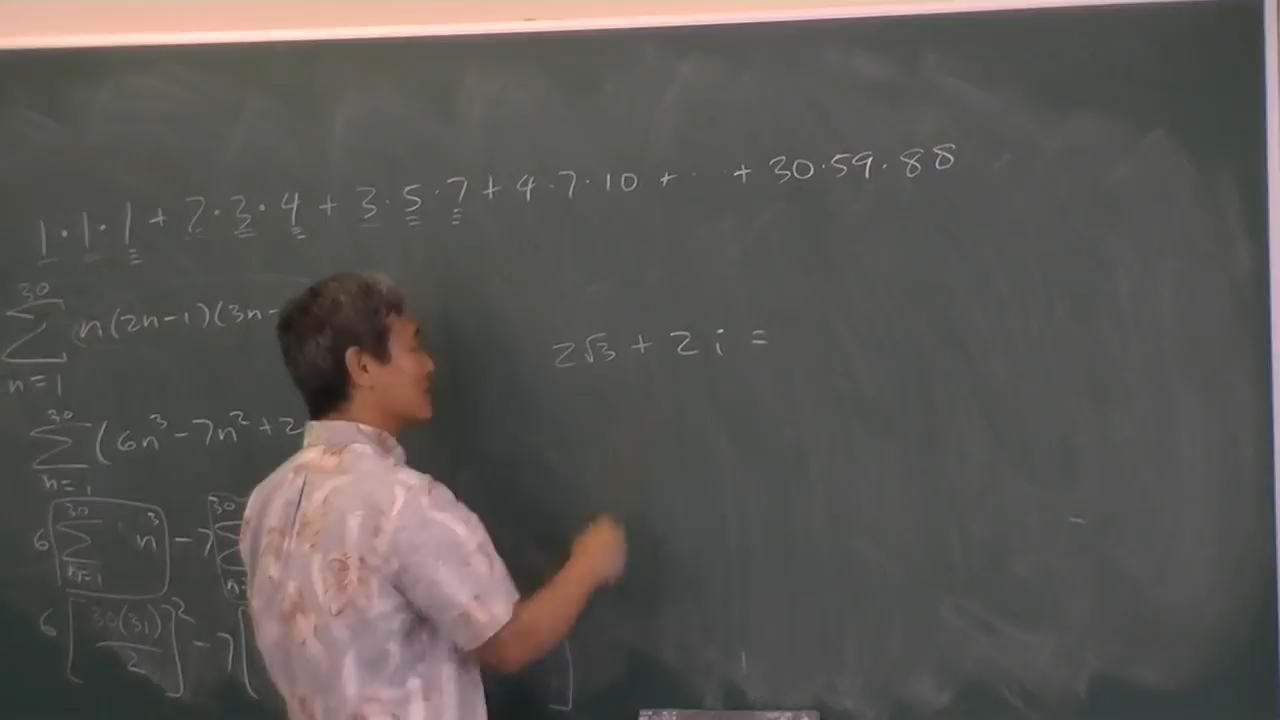 1·1·1 + 2·3·4 + 3·5·7 + 4·7·10 + ··· + 30·59·88
30
∑ n(2n-1)(3n-
n=1
2√3 + 2i =
30
∑ (6n³-7n²+2
n=1
6 30 ∑ n=1 n³ - 7 30 ∑ n=
6 [30(31)/2]² - 7[ ]